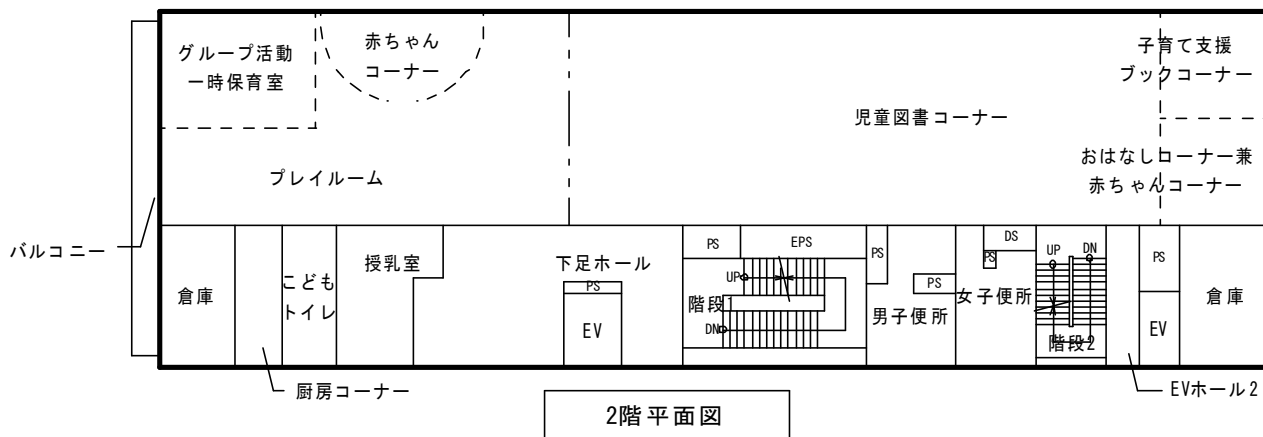 グループ活動
一時保育室
赤ちゃん
コーナー
子育て支援
ブックコーナー
児童図書コーナー
おはなしコーナー兼
赤ちゃんコーナー
プレイルーム
バルコニー
倉庫
こども
トイレ
授乳室
下足ホール
PS
EV
PS
EPS
UP
階段1
DN
PS
PS
男子便所
DS
PS
女子便所
UP
DN
階段2
PS
EV
倉庫
厨房コーナー
EVホール2
2階平面図